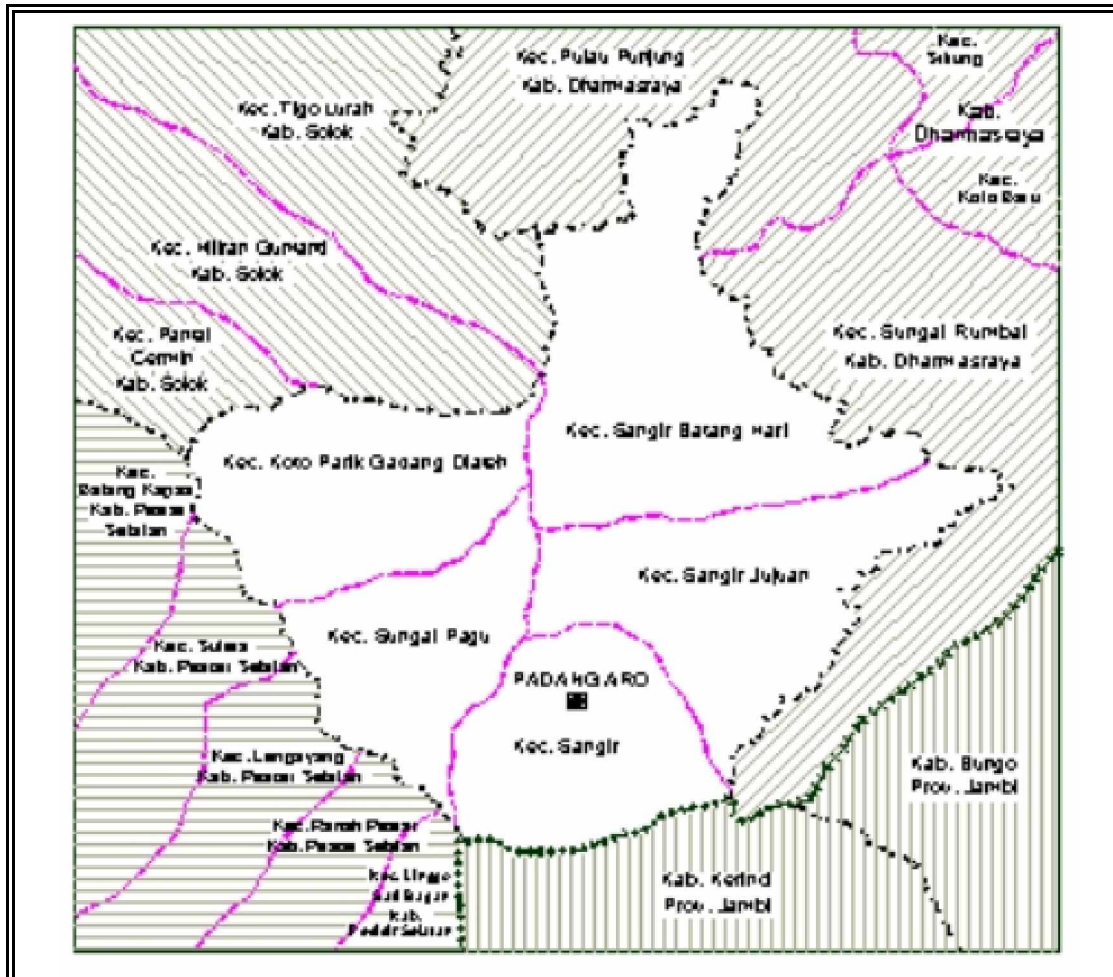 Kec. Pulau Punjung
Kab. Dharmasraya
Kec.
Sitiung
Kab.
Dharmasraya
Kec.
Koto Baru
Kec. Tigo Lurah
Kab. Solok
Kec. Hiliran Gumanti
Kab. Solok
Kec. Pantai
Cermin
Kab. Solok
Kec. Sungai Rumbai
Kab. Dharmasraya
Kec. Sangir Batang Hari
Kec. Koto Parik Gadang Diateh
Kec.
Batang Kapas
Kab. Pesisir
Selatan
Kec. Sangir Jujuan
Kec. Sungai Pagu
Kec. Sutera
Kab. Pesisir Selatan
PADANG ARO
Kec. Sangir
Kec. Lengayang
Kab. Pesisir Selatan
Kab. Bungo
Prov. Jambi
Kec. Ranah Pesisir
Kab. Pesisir Selatan
Kec. Linggo
Kab.
Pesisir Selatan
Kab. Kerinci
Prov. Jambi